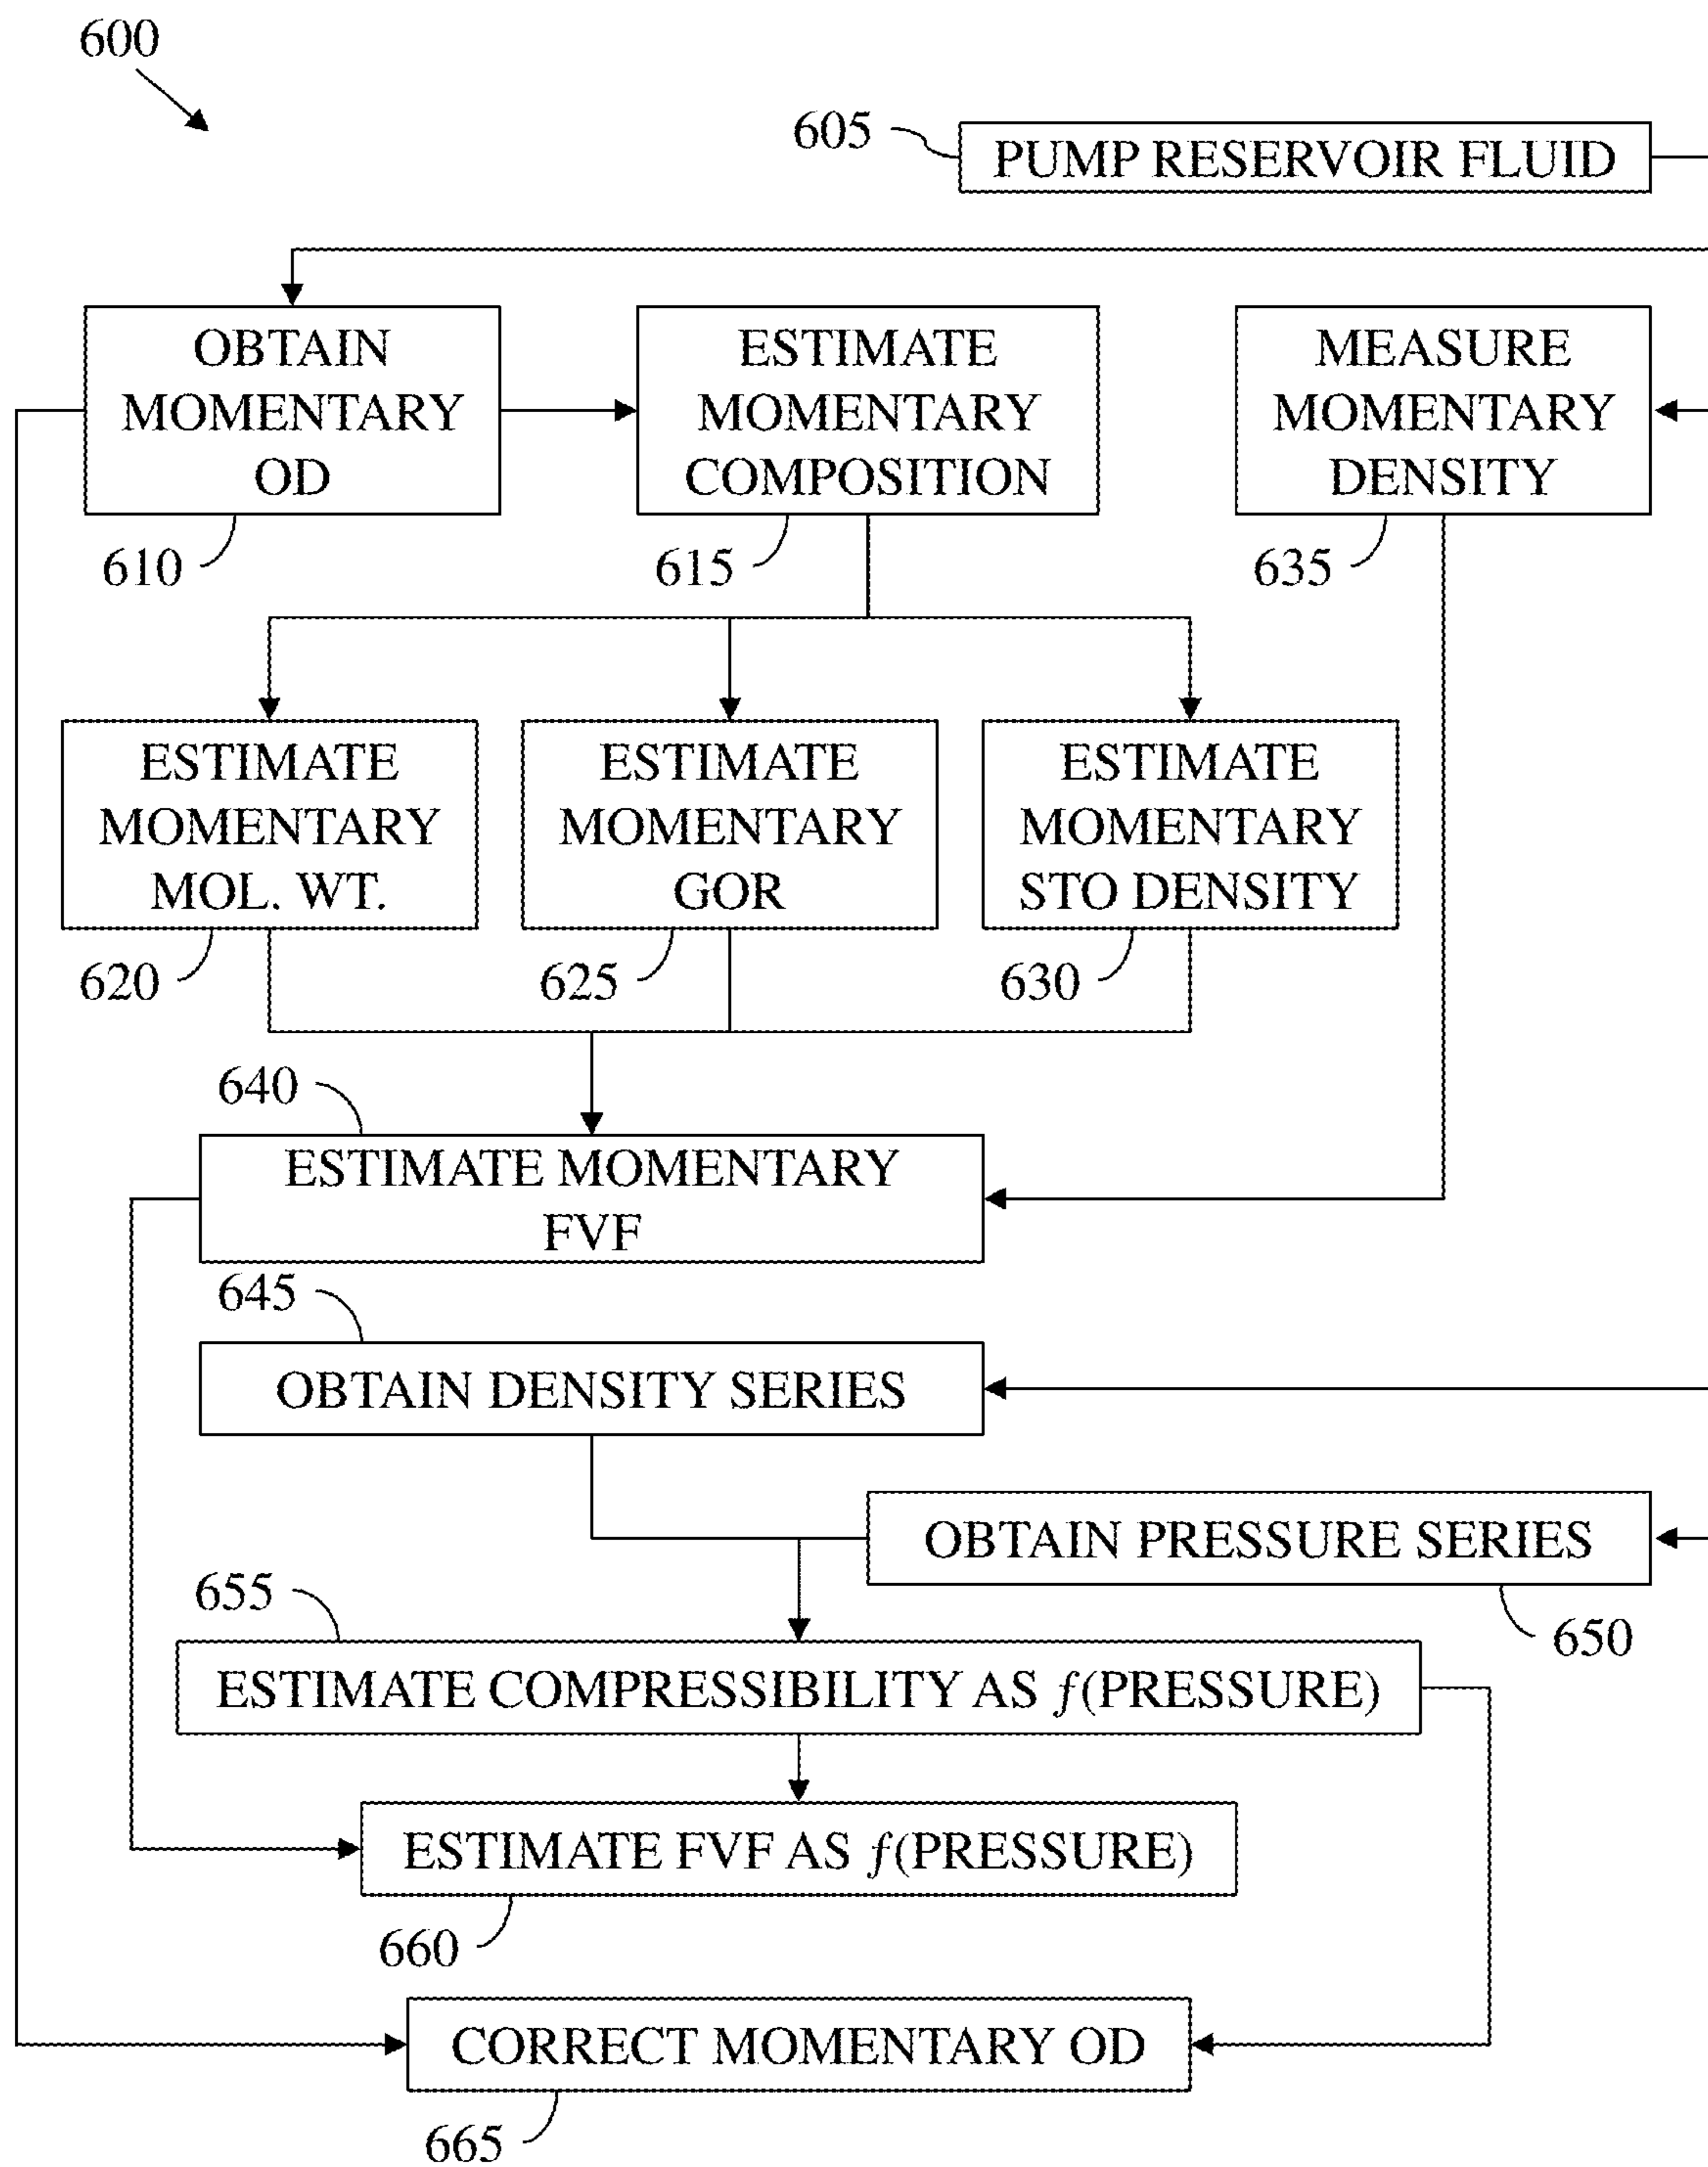 600
605
PUMP RESERVOIR FLUID
OBTAIN
MOMENTARY
OD
610
ESTIMATE
MOMENTARY
COMPOSITION
615
MEASURE
MOMENTARY
DENSITY
635
ESTIMATE
MOMENTARY
MOL. WT.
620
ESTIMATE
MOMENTARY
GOR
625
ESTIMATE
MOMENTARY
STO DENSITY
630
640
ESTIMATE MOMENTARY
FVF
645
OBTAIN DENSITY SERIES
OBTAIN PRESSURE SERIES
650
655
ESTIMATE COMPRESSIBILITY AS f(PRESSURE)
ESTIMATE FVF AS f(PRESSURE)
660
CORRECT MOMENTARY OD
665